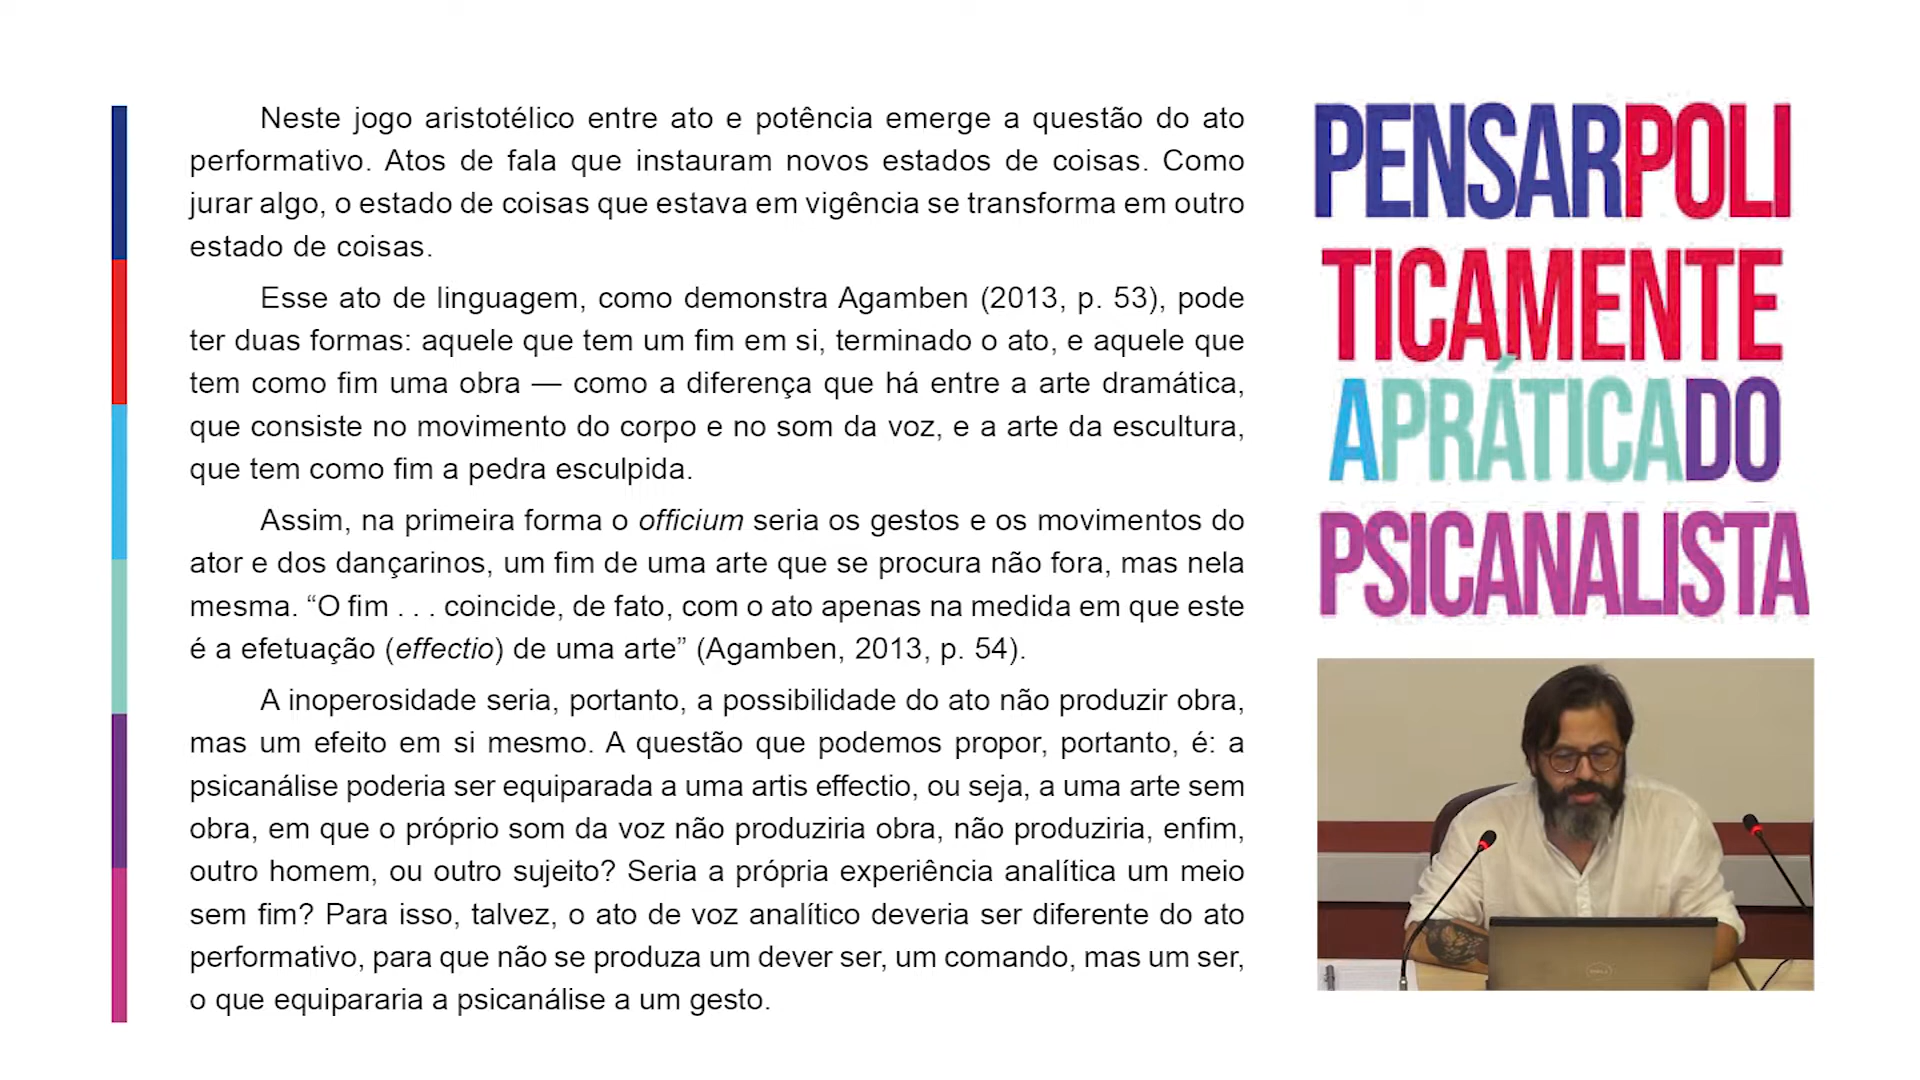 Neste jogo aristotélico entre ato e potência emerge a questão do ato
performativo. Atos de fala que instauram novos estados de coisas. Como
jurar algo, o estado de coisas que estava em vigência se transforma em outro
estado de coisas.
Esse ato de linguagem, como demonstra Agamben (2013, p. 53), pode
ter duas formas: aquele que tem um fim em si, terminado o ato, e aquele que
tem como fim uma obra — como a diferença que há entre a arte dramática,
que consiste no movimento do corpo e no som da voz, e a arte da escultura,
que tem como fim a pedra esculpida.
Assim, na primeira forma o officium seria os gestos e os movimentos do
ator e dos dançarinos, um fim de uma arte que se procura não fora, mas nela
mesma. “O fim . . . coincide, de fato, com o ato apenas na medida em que este
é a efetuação (effectio) de uma arte” (Agamben, 2013, p. 54).
A inoperosidade seria, portanto, a possibilidade do ato não produzir obra,
mas um efeito em si mesmo. A questão que podemos propor, portanto, é: a
psicanálise poderia ser equiparada a uma artis effectio, ou seja, a uma arte sem
obra, em que o próprio som da voz não produziria obra, não produziria, enfim,
outro homem, ou outro sujeito? Seria a própria experiência analítica um meio
sem fim? Para isso, talvez, o ato de voz analítico deveria ser diferente do ato
performativo, para que não se produza um dever ser, um comando, mas um ser,
o que equipararia a psicanálise a um gesto.
PENSARPOLI
TICAMENTE
APRÁTICADO
PSICANALISTA
DELL